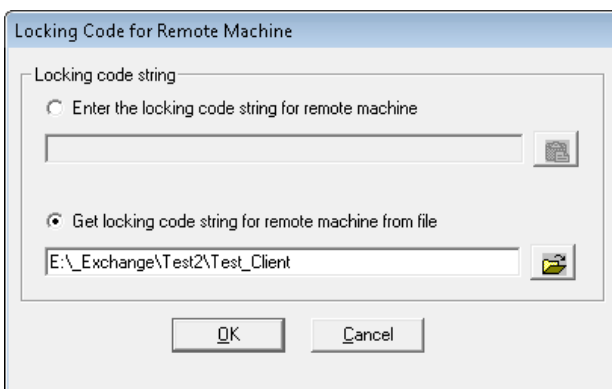 Locking Code for Remote Machine
Locking code string
Enter the locking code string for remote machine
Get locking code string for remote machine from file
E:\_Exchange\Test2\Test_Client
OK
Cancel